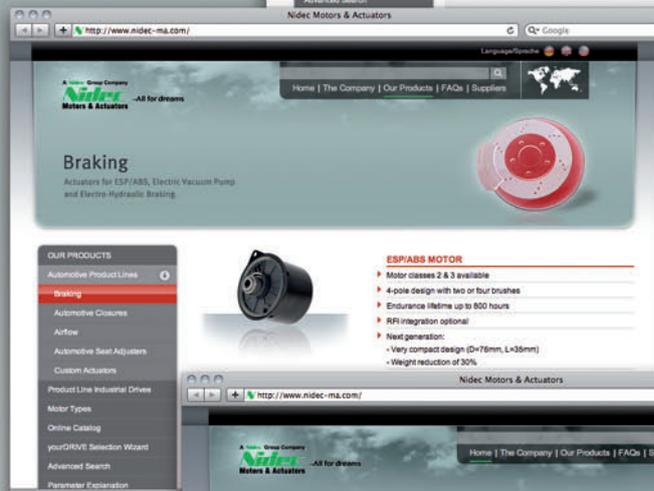 Advanced Search
Nidec Motors & Actuators
http://www.nidec-ma.com/
Google
Language/Sprache
Home | The Company | Our Products | FAQs | Suppliers
A Nidec Group Company
Nidec
Motors & Actuators
-All for dreams
Braking
Actuators for ESP/ABS, Electric Vacuum Pump
and Electro-Hydraulic Braking.
OUR PRODUCTS
Automotive Product Lines
Braking
Automotive Closures
Airflow
Automotive Seat Adjusters
Custom Actuators
Product Line Industrial Drives
Motor Types
Online Catalog
yourDRIVE Selection Wizard
Advanced Search
Parameter Explanation
ESP/ABS MOTOR
Motor classes 2 & 3 available
4-pole design with two or four brushes
Endurance lifetime up to 800 hours
RFI integration optional
Next generation:
- Very compact design (D=76mm, L=35mm)
- Weight reduction of 30%
Nidec Motors & Actuators
http://www.nidec-ma.com/
A Nidec Group Company
Nidec
Motors & Actuators
-All for dreams
Home | The Company | Our Products | FAQs | S